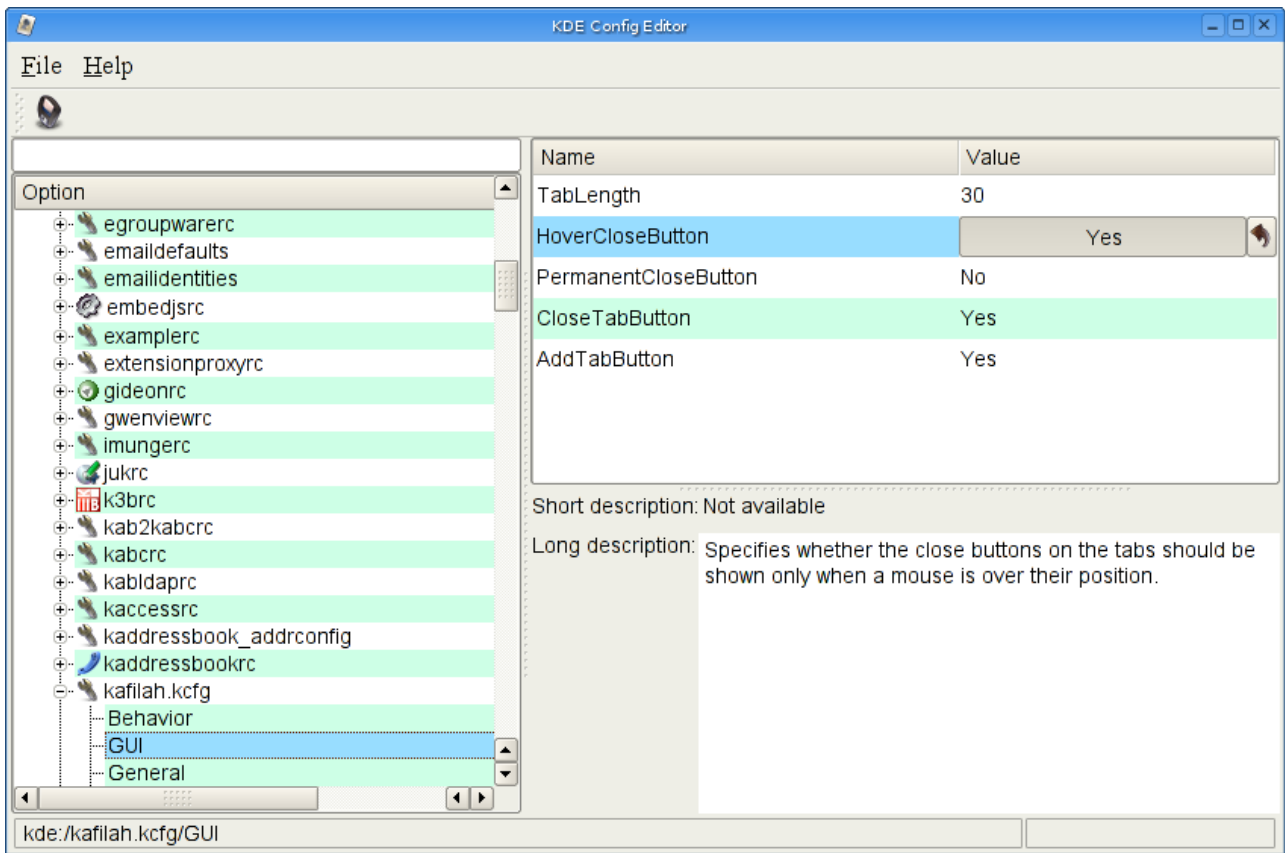 KDE Config Editor
File Help
Option
egroupwarerc
emaildefaults
emailidentities
embedjsrc
examplerc
extensionproxyrc
gideonrc
gwenviewrc
imungerc
jukrc
k3brc
kab2kabcrc
kabcrc
kabldaprc
kaccessrc
kaddressbook_addrconfig
kaddressbookrc
kafilah.kcfg
Behavior
GUI
General
Name Value
TabLength 30
HoverCloseButton Yes
PermanentCloseButton No
CloseTabButton Yes
AddTabButton Yes
Short description: Not available
Long description: Specifies whether the close buttons on the tabs should be
shown only when a mouse is over their position.
kde:/kafilah.kcfg/GUI